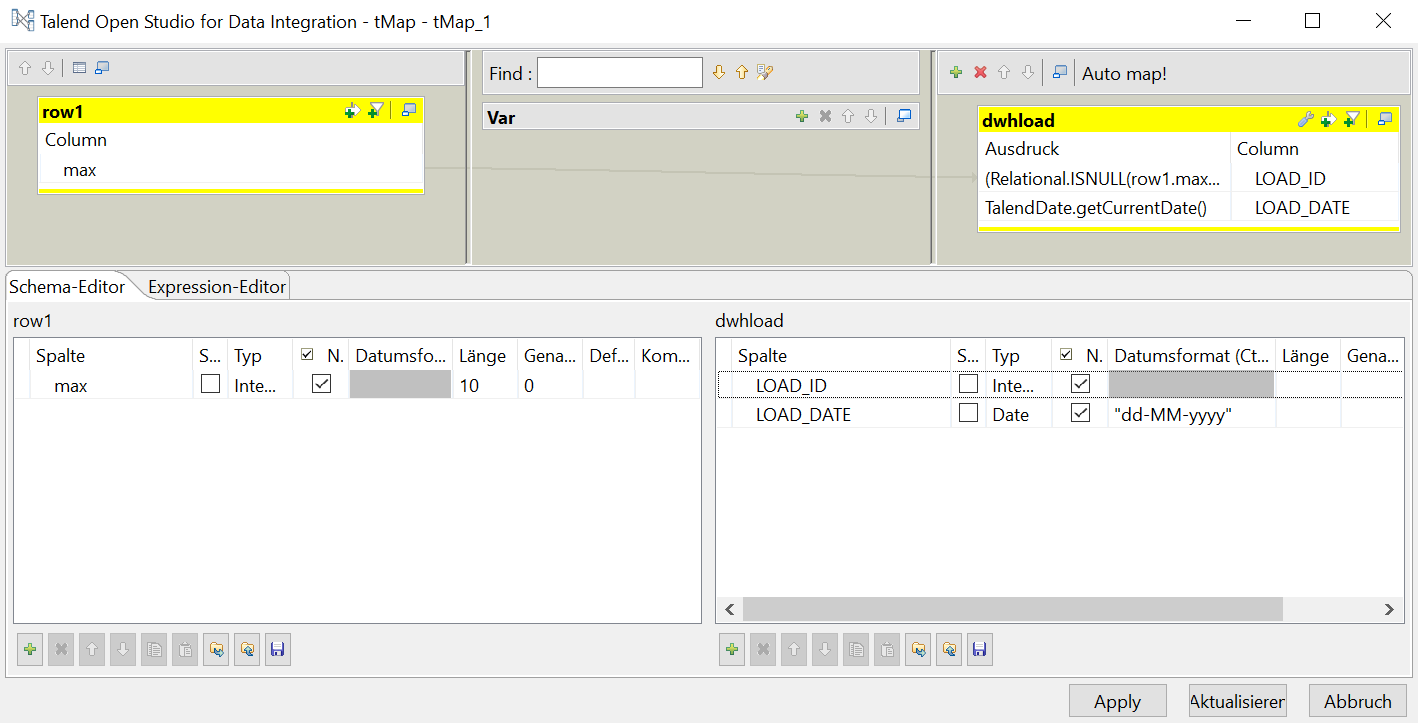 Talend Open Studio for Data Integration - tMap - tMap_1
Find :
Auto map!
row1
Column
max
Var
dwhload
Ausdruck Column
(Relational.ISNULL(row1.max... LOAD_ID
TalendDate.getCurrentDate() LOAD_DATE
Schema-Editor Expression-Editor
row1
Spalte S... Typ N. Datumsfo... Länge Gena... Def... Kom...
max Inte... 10 0
dwhload
Spalte S... Typ N. Datumsformat (Ct... Länge Gena...
LOAD_ID Inte...
LOAD_DATE Date "dd-MM-yyyy"
Apply Aktualisieren Abbruch